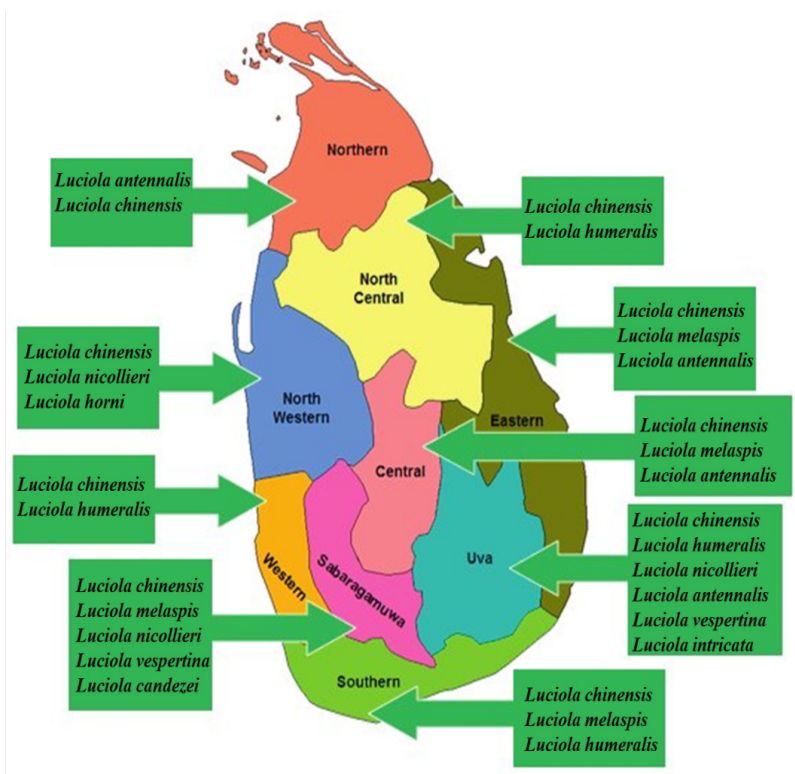 Northern
Luciola antennalis
Luciola chinensis
Luciola chinensis
Luciola humeralis
North
Central
Luciola chinensis
Luciola melaspis
Luciola antennalis
Luciola chinensis
Luciola nicollieri
Luciola horni
North
Western
Eastern
Luciola chinensis
Luciola melaspis
Luciola antennalis
Central
Luciola chinensis
Luciola humeralis
Western
Sabaragamuwa
Uva
Luciola chinensis
Luciola humeralis
Luciola nicollieri
Luciola antennalis
Luciola vespertina
Luciola intricata
Luciola chinensis
Luciola melaspis
Luciola nicollieri
Luciola vespertina
Luciola candezei
Southern
Luciola chinensis
Luciola melaspis
Luciola humeralis